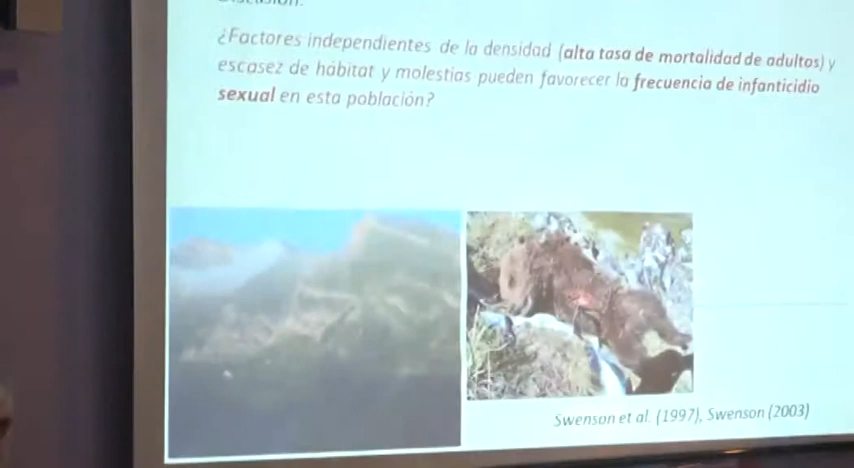 ¿Factores independientes de la densidad (alta tasa de mortalidad de adultos) y
escasez de hábitat y molestias pueden favorecer la frecuencia de infanticidio
sexual en esta población?
Swenson et al. (1997), Swenson (2003)